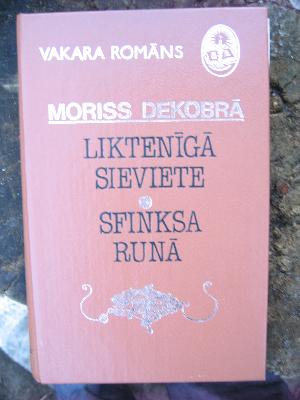 VAKARA ROMĀNS
MORISS DEKOBRĀ
LIKTENĪGĀ
SIEVIETE
SFINKSA
RUNĀ